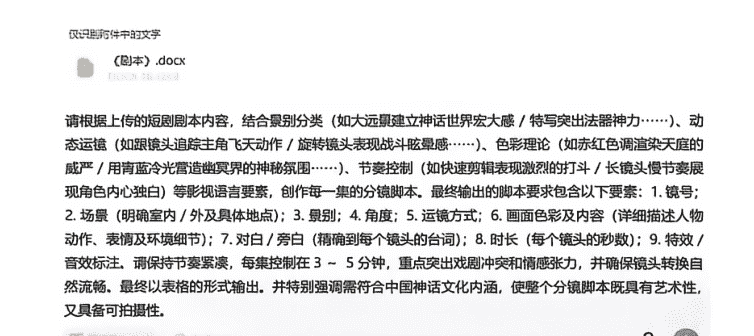 仅识别附件中的文字
《剧本》.docx
请根据上传的短剧剧本内容，结合景别分类（如大远景建立神话世界宏大感 / 特写突出法器神力……）、动
态运镜（如跟镜头追踪主角飞天动作 / 旋转镜头表现战斗眩晕感……）、色彩理论（如赤红色调渲染天庭的
威严 / 用青蓝冷光营造幽冥界的神秘氛围……）、节奏控制（如快速剪辑表现激烈的打斗 / 长镜头慢节奏展
现角色内心独白）等影视语言要素，创作每一集的分镜脚本。最终输出的脚本要求包含以下要素：1. 镜号；
2. 场景（明确室内 / 外及具体地点）；3. 景别；4. 角度；5. 运镜方式；6. 画面色彩及内容（详细描述人物
动作、表情及环境细节）；7. 对白 / 旁白（精确到每个镜头的台词）；8. 时长（每个镜头的秒数）；9. 特效 /
音效标注。请保持节奏紧凑，每集控制在 3 ~ 5 分钟，重点突出戏剧冲突和情感张力，并确保镜头转换自
然流畅。最终以表格的形式输出。并特别强调需符合中国神话文化内涵，使整个分镜脚本既具有艺术性，
又具备可拍摄性。